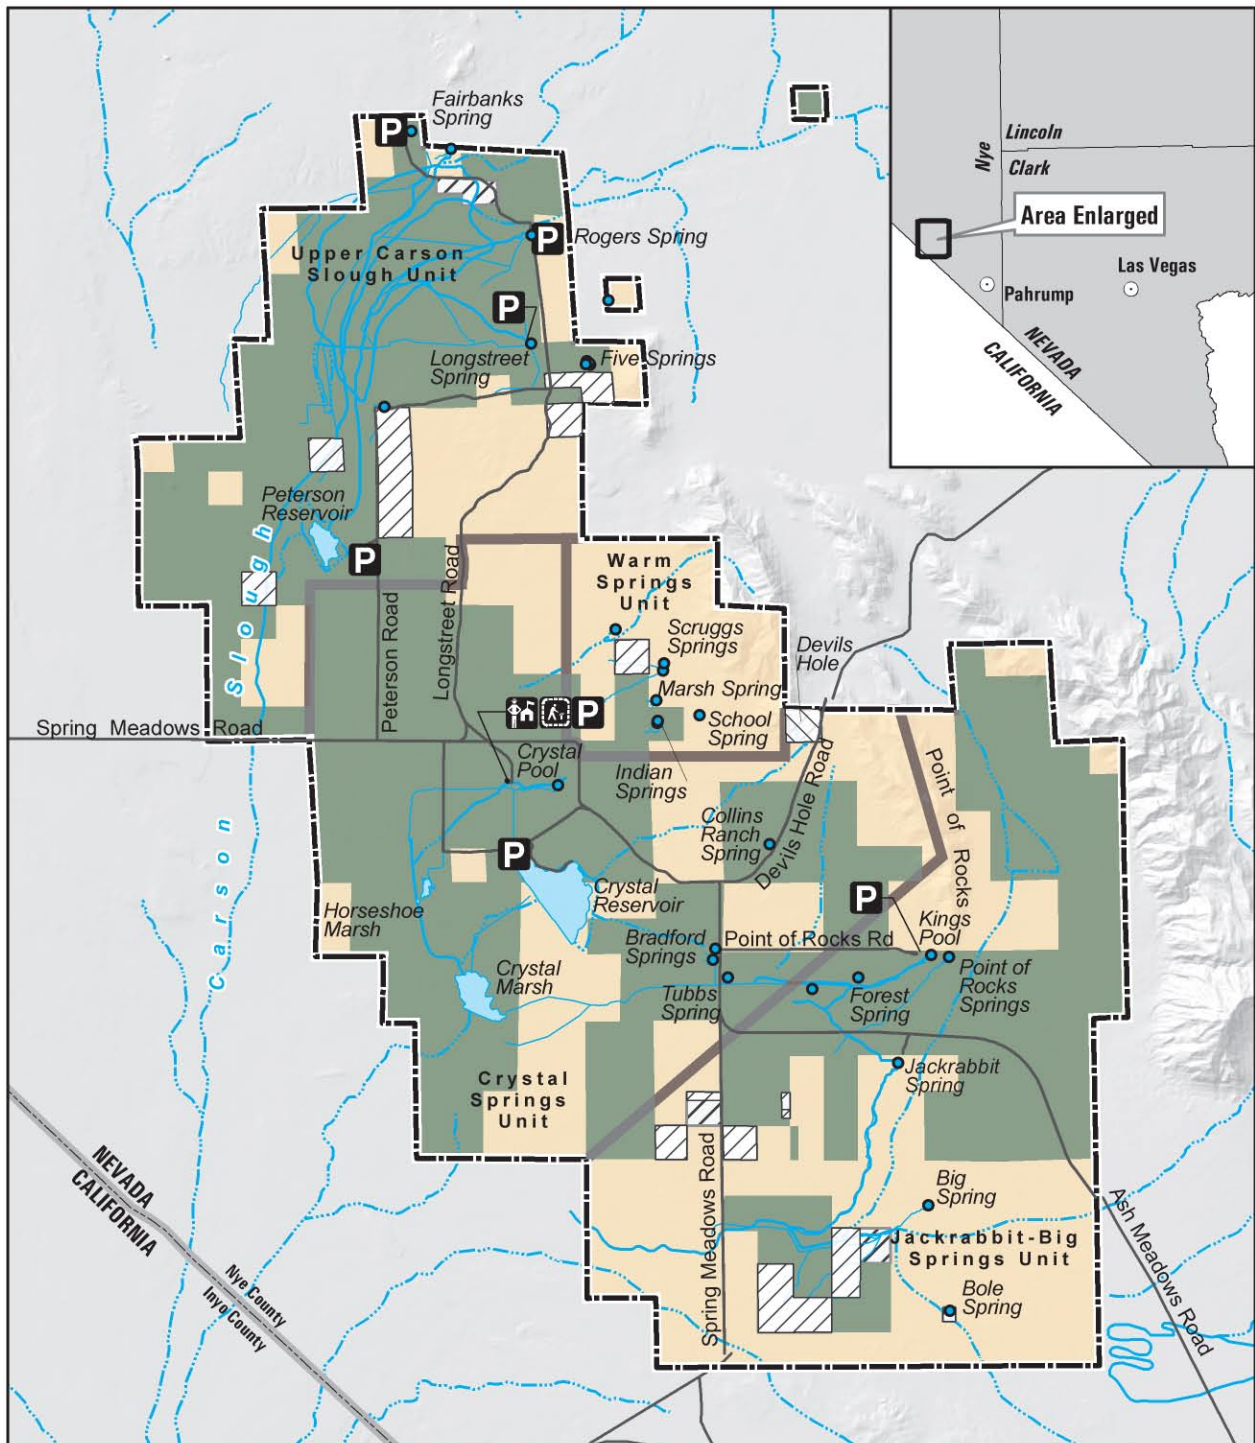 Fairbanks
Spring
P
Lincoln
Nye
Clark
Area Enlarged
Las Vegas
Pahrump
NEVADA
CALIFORNIA
P
Rogers Spring
Upper Carson
Slough Unit
P
Longstreet
Spring
Five Springs
Peterson
Reservoir
P
Slough
Carson
Peterson Road
Longstreet Road
Warm
Springs
Unit
Scruggs
Springs
Devils
Hole
Marsh Spring
P
School
Spring
Spring Meadows Road
Crystal
Pool
Indian
Springs
Devils Hole Road
Point of Rocks
Collins
Ranch
Spring
P
Crystal
Reservoir
P
Horseshoe
Marsh
Kings
Pool
Bradford
Springs
Point of Rocks Rd
Crystal
Marsh
Tubbs
Spring
Forest
Spring
Point of
Rocks
Springs
Jackrabbit
Spring
Crystal
Springs
Unit
NEVADA
CALIFORNIA
Nye County
Inyo County
Spring Meadows Road
Big
Spring
Jackrabbit-Big
Springs Unit
Bole
Spring
Ash Meadows Road